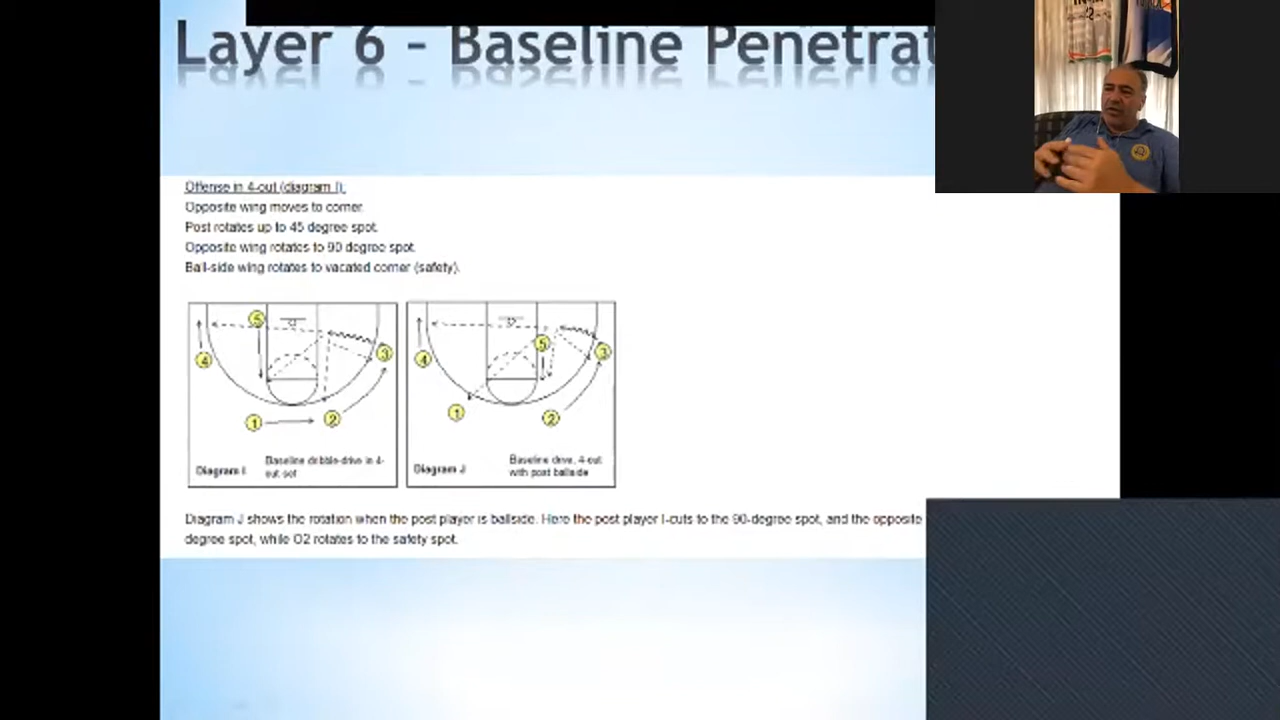 Layer 6 - Baseline Penetrat
Offense in 4-out (diagram I):
Opposite wing moves to corner.
Post rotates up to 45 degree spot.
Opposite wing rotates to 90 degree spot.
Ball-side wing rotates to vacated corner (safety).
5
4
3
1
2
Diagram I
Baseline dribble-drive in 4-
out set
5
4
3
1
2
Diagram J
Baseline drive, 4-out
with post ballside
Diagram J shows the rotation when the post player is ballside. Here the post player I-cuts to the 90-degree spot, and the opposite
degree spot, while O2 rotates to the safety spot.